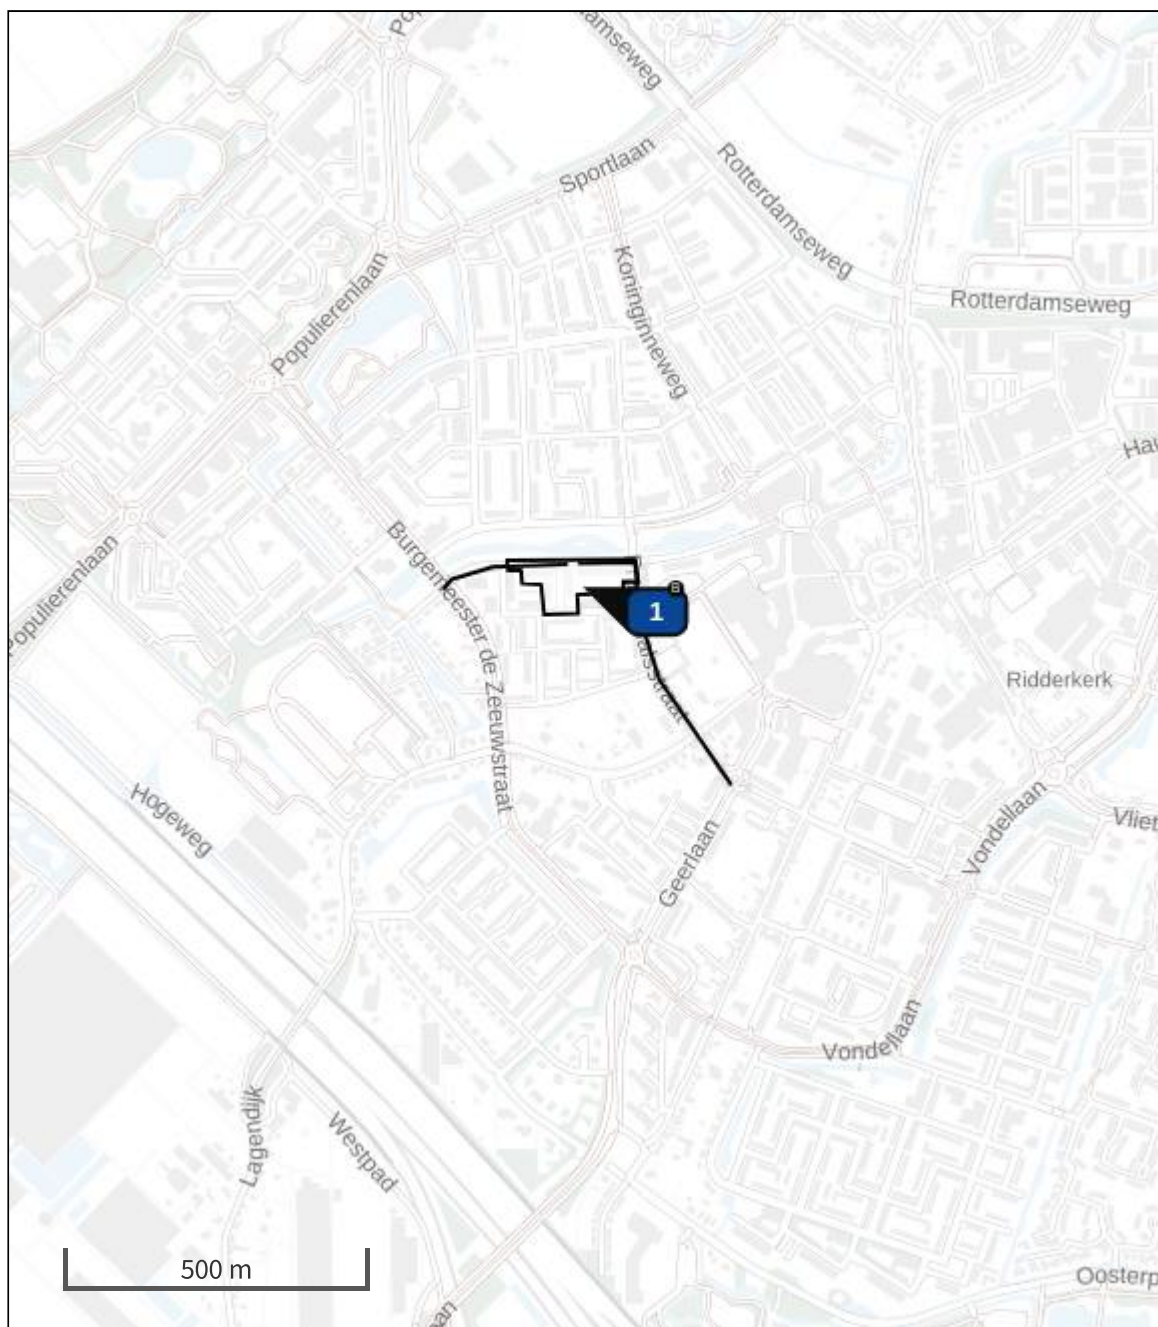 Rotterdamseweg
Sportlaan
Koninginneweg
Populierenlaan
Rotterdamseweg
Burgemeester de Zeeuwstraat
Populierenlaan
1
Ridderkerk
Hogeweg
Geerlaan
Vondellaan
Vondellaan
Lagendijk
Westpad
500 m